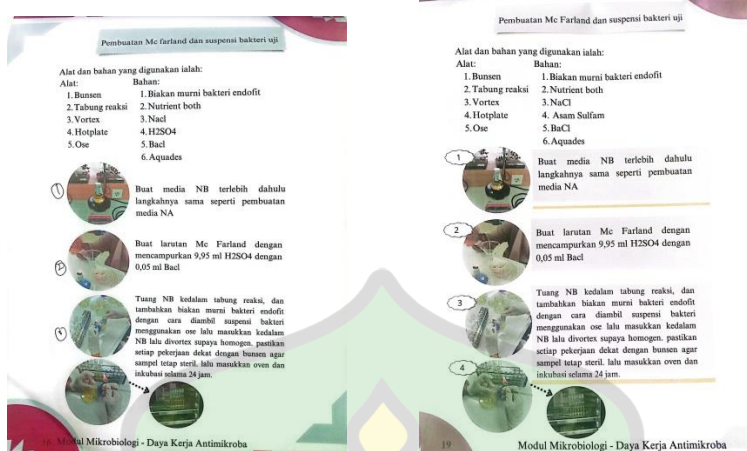 Pembuatan Mc farland dan suspensi bakteri uji
Alat dan bahan yang digunakan ialah:
Alat: Bahan:
1. Bunsen 1. Biakan murni bakteri endofit
2. Tabung reaksi 2. Nutrient both
3. Vortex 3. Nacl
4. Hotplate 4. H2SO4
5. Ose 5. Bacl
6. Aquades
1
Buat media NB terlebih dahulu
langkahnya sama seperti pembuatan
media NA
2
Buat larutan Mc Farland dengan
mencampurkan 9,95 ml H2SO4 dengan
0,05 ml Bacl
Tuang NB kedalam tabung reaksi, dan
tambahkan biakan murni bakteri endofit
dengan cara diambil suspensi bakteri
menggunakan ose lalu masukkan kedalam
NB lalu divortex supaya homogen. pastikan
setiap pekerjaan dekat dengan bunsen agar
sampel tetap steril. lalu masukkan oven dan
inkubasi selama 24 jam.
Modul Mikrobiologi - Daya Kerja Antimikroba
Pembuatan Mc Farland dan suspensi bakteri uji
Alat dan bahan yang digunakan ialah:
Alat: Bahan:
1. Bunsen 1. Biakan murni bakteri endofit
2. Tabung reaksi 2. Nutrient both
3. Vortex 3. NaCl
4. Hotplate 4. Asam Sulfam
5. Ose 5. BaCl
6. Aquades
1
Buat media NB terlebih dahulu
langkahnya sama seperti pembuatan
media NA
2
Buat larutan Mc Farland dengan
mencampurkan 9,95 ml H2SO4 dengan
0,05 ml Bacl
3
Tuang NB kedalam tabung reaksi, dan
tambahkan biakan murni bakteri endofit
dengan cara diambil suspensi bakteri
menggunakan ose lalu masukkan kedalam
NB lalu divortex supaya homogen. pastikan
setiap pekerjaan dekat dengan bunsen agar
sampel tetap steril. lalu masukkan oven dan
inkubasi selama 24 jam.
4
19 Modul Mikrobiologi - Daya Kerja Antimikroba